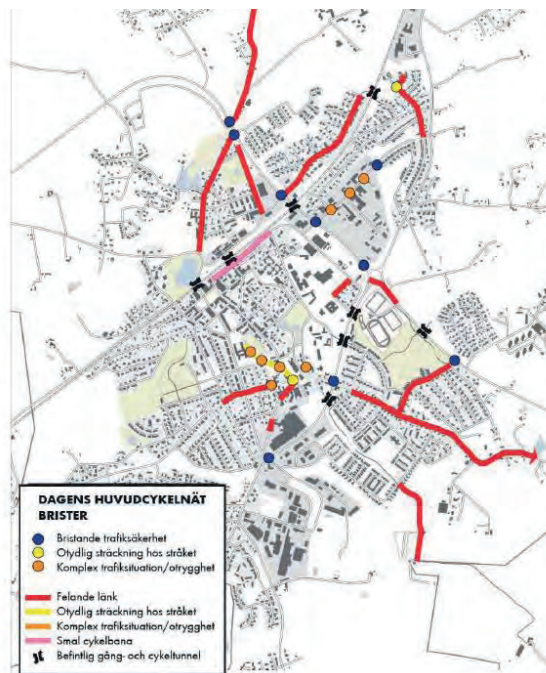 DAGENS HUVUDCYKELNÄT
BRISTER
Bristande trafiksäkerhet
Otydlig sträckning hos stråket
Komplex trafiksituation/otrygghet
Felande länk
Otydlig sträckning hos stråket
Komplex trafiksituation/otrygghet
Smal cykelbana
Befintlig gång- och cykeltunnel